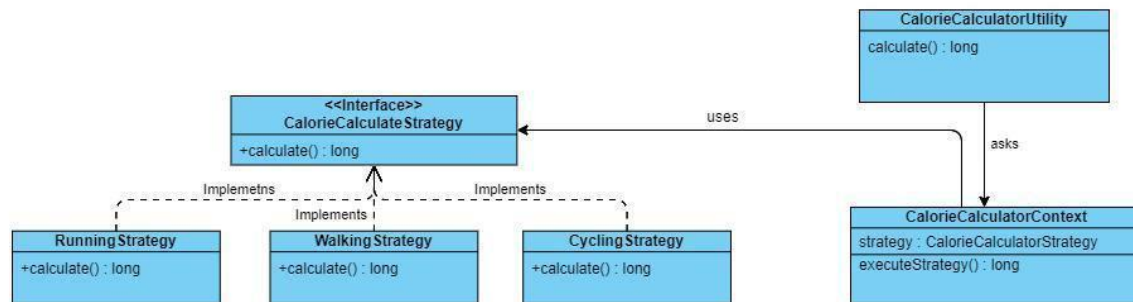 CalorieCalculatorUtility
calculate() : long
<<Interface>>
CalorieCalculateStrategy
+calculate() : long
uses
asks
Implemetns
Implements
Implements
RunningStrategy
+calculate() : long
WalkingStrategy
+calculate() : long
CyclingStrategy
+calculate() : long
CalorieCalculatorContext
strategy : CalorieCalculatorStrategy
executeStrategy() : long